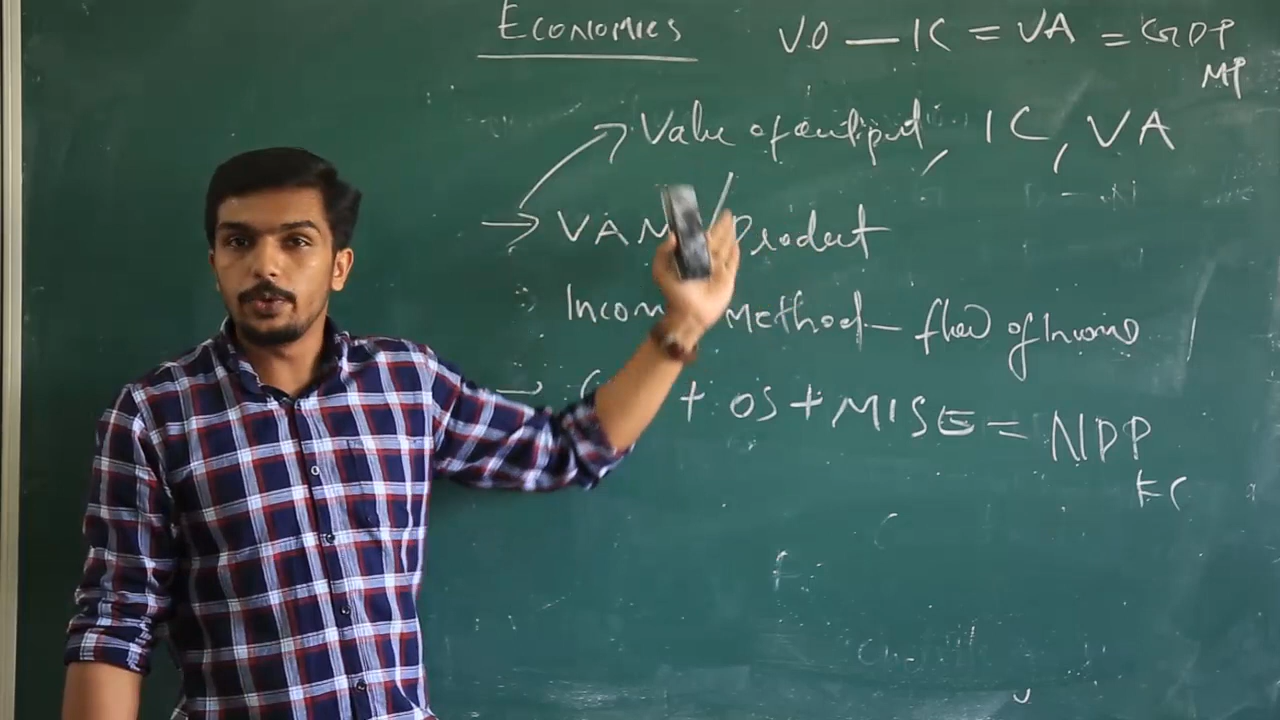 Economics
VO — IC = VA = GDP
MP
Value of output, IC, VA
→ VAM Product
Method — flow of Income
→ + OS + MISE = NDP
FC